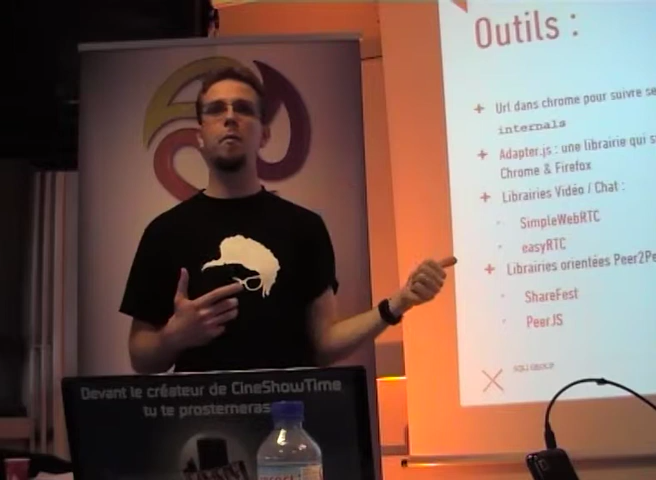 Outils :
+ Url dans chrome pour suivre se
internals
+ Adapter.js : une librairie qui s
Chrome & Firefox
+ Librairies Vidéo / Chat :
SimpleWebRTC
easyRTC
+ Librairies orientées Peer2Pe
ShareFest
PeerJS
Devant le créateur de CineShowTime
tu te prosterneras